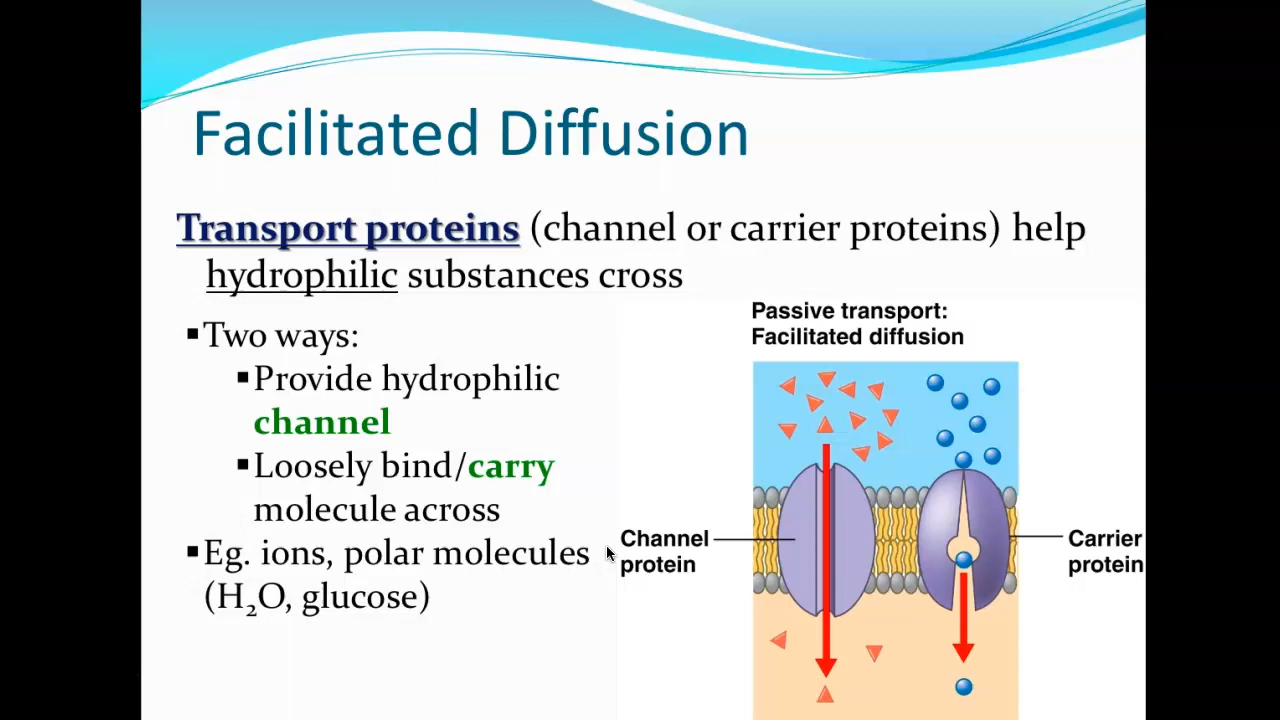 Facilitated Diffusion
Transport proteins (channel or carrier proteins) help
hydrophilic substances cross
▪Two ways:
▪Provide hydrophilic
channel
▪Loosely bind/carry
molecule across
▪Eg. ions, polar molecules
(H₂O, glucose)
Passive transport:
Facilitated diffusion
Channel
protein
Carrier
protein